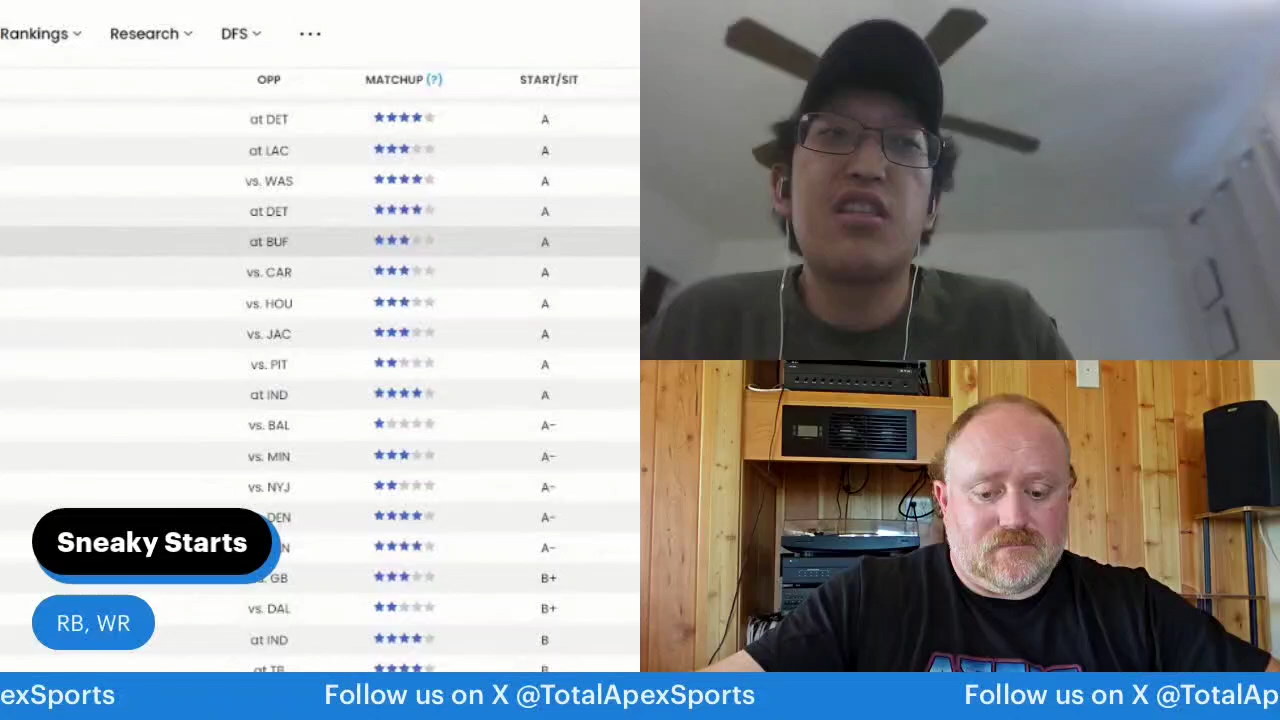 Rankings Research DFS ...
OPP MATCHUP (?) START/SIT
at DET A
at LAC A
vs. WAS A
at DET A
at BUF A
vs. CAR A
vs. HOU A
vs. JAC A
vs. PIT A
at IND A
vs. BAL A-
vs. MIN A-
vs. NYJ A-
DEN A-
A-
GB B+
vs. DAL B+
at IND B
at TB B
Sneaky Starts
RB, WR
exSports Follow us on X @TotalApexSports Follow us on X @TotalAp